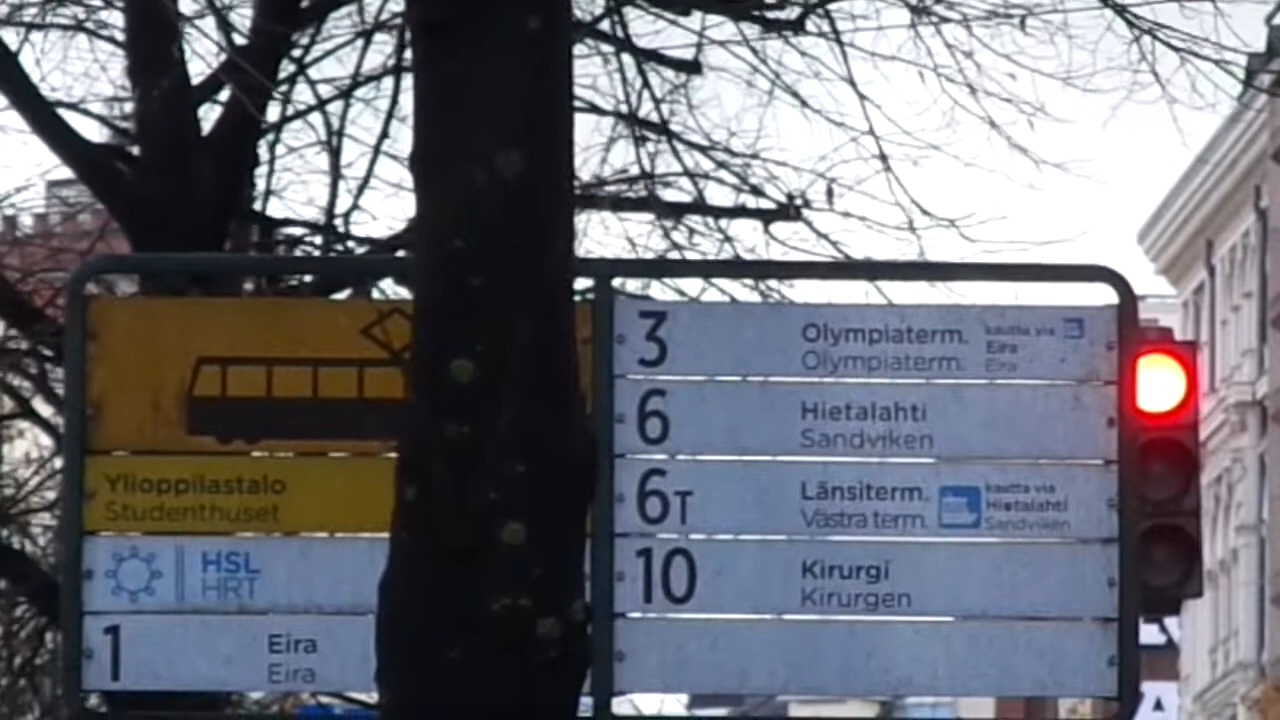 Ylioppilastalo
Studenthuset
HSL
HRT
1 Eira
Eira
3 Olympiaterm. kautta via
Olympiaterm. Eira
Eira
6 Hietalahti
Sandviken
6T Länsiterm. kautta via
Västra term. Hietalahti
Sandviken
10 Kirurgi
Kirurgen